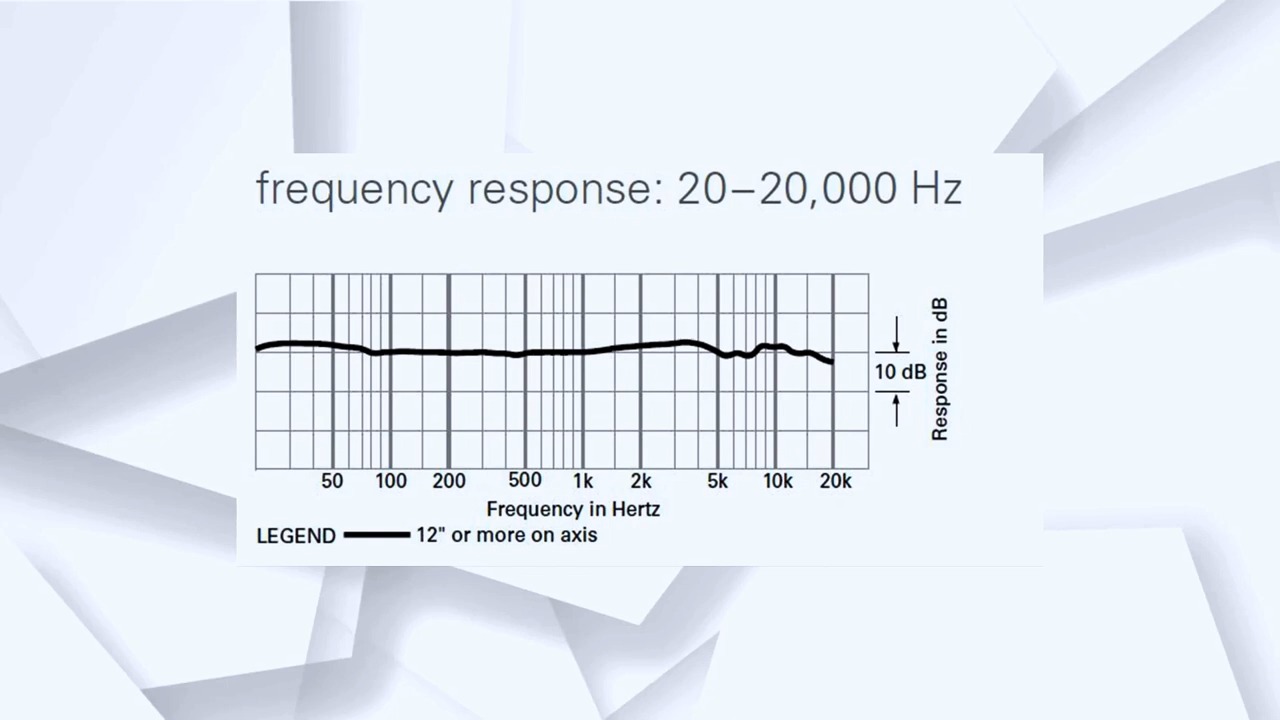 frequency response: 20–20,000 Hz
10 dB
Response in dB
50 100 200 500 1k 2k 5k 10k 20k
Frequency in Hertz
LEGEND 12" or more on axis